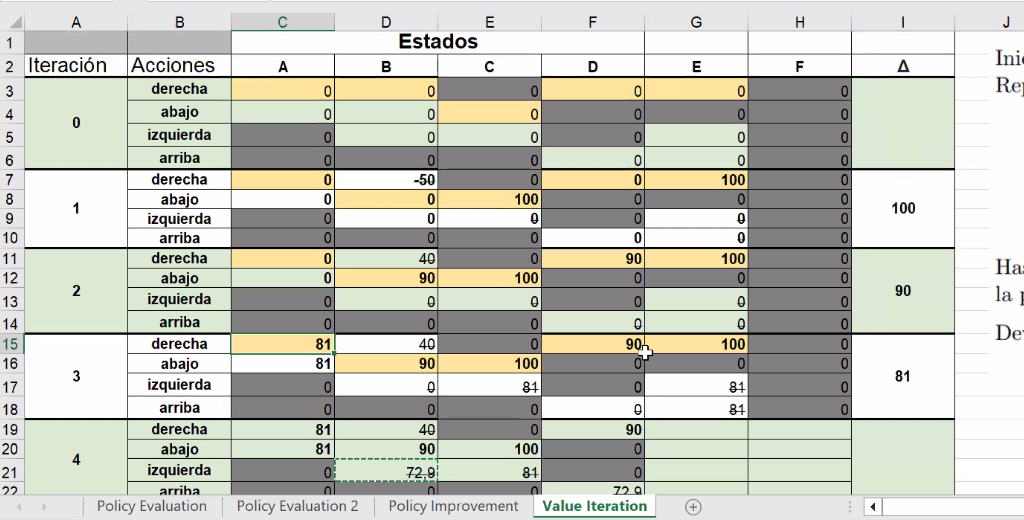 A B C D E F G H I J
1 Estados
2 Iteración Acciones A B C D E F Δ
3 derecha 0 0 0 0 0 0
4 0 abajo 0 0 0 0 0 0
5 izquierda 0 0 0 0 0 0
6 arriba 0 0 0 0 0 0
7 derecha 0 -50 0 0 100 0
8 1 abajo 0 0 100 0 0 0 100
9 izquierda 0 0 0 0 0 0
10 arriba 0 0 0 0 0 0
11 derecha 0 40 0 90 100 0
12 2 abajo 0 90 100 0 0 0 90
13 izquierda 0 0 0 0 0 0
14 arriba 0 0 0 0 0 0
15 derecha 81 40 0 90 100 0
16 3 abajo 81 90 100 0 0 0 81
17 izquierda 0 0 81 0 81 0
18 arriba 0 0 0 0 81 0
19 derecha 81 40 0 90
20 4 abajo 81 90 100 0
21 izquierda 0 72,9 81 0
22 arriba 0 0 0 72,9
la
Policy Evaluation Policy Evaluation 2 Policy Improvement Value Iteration